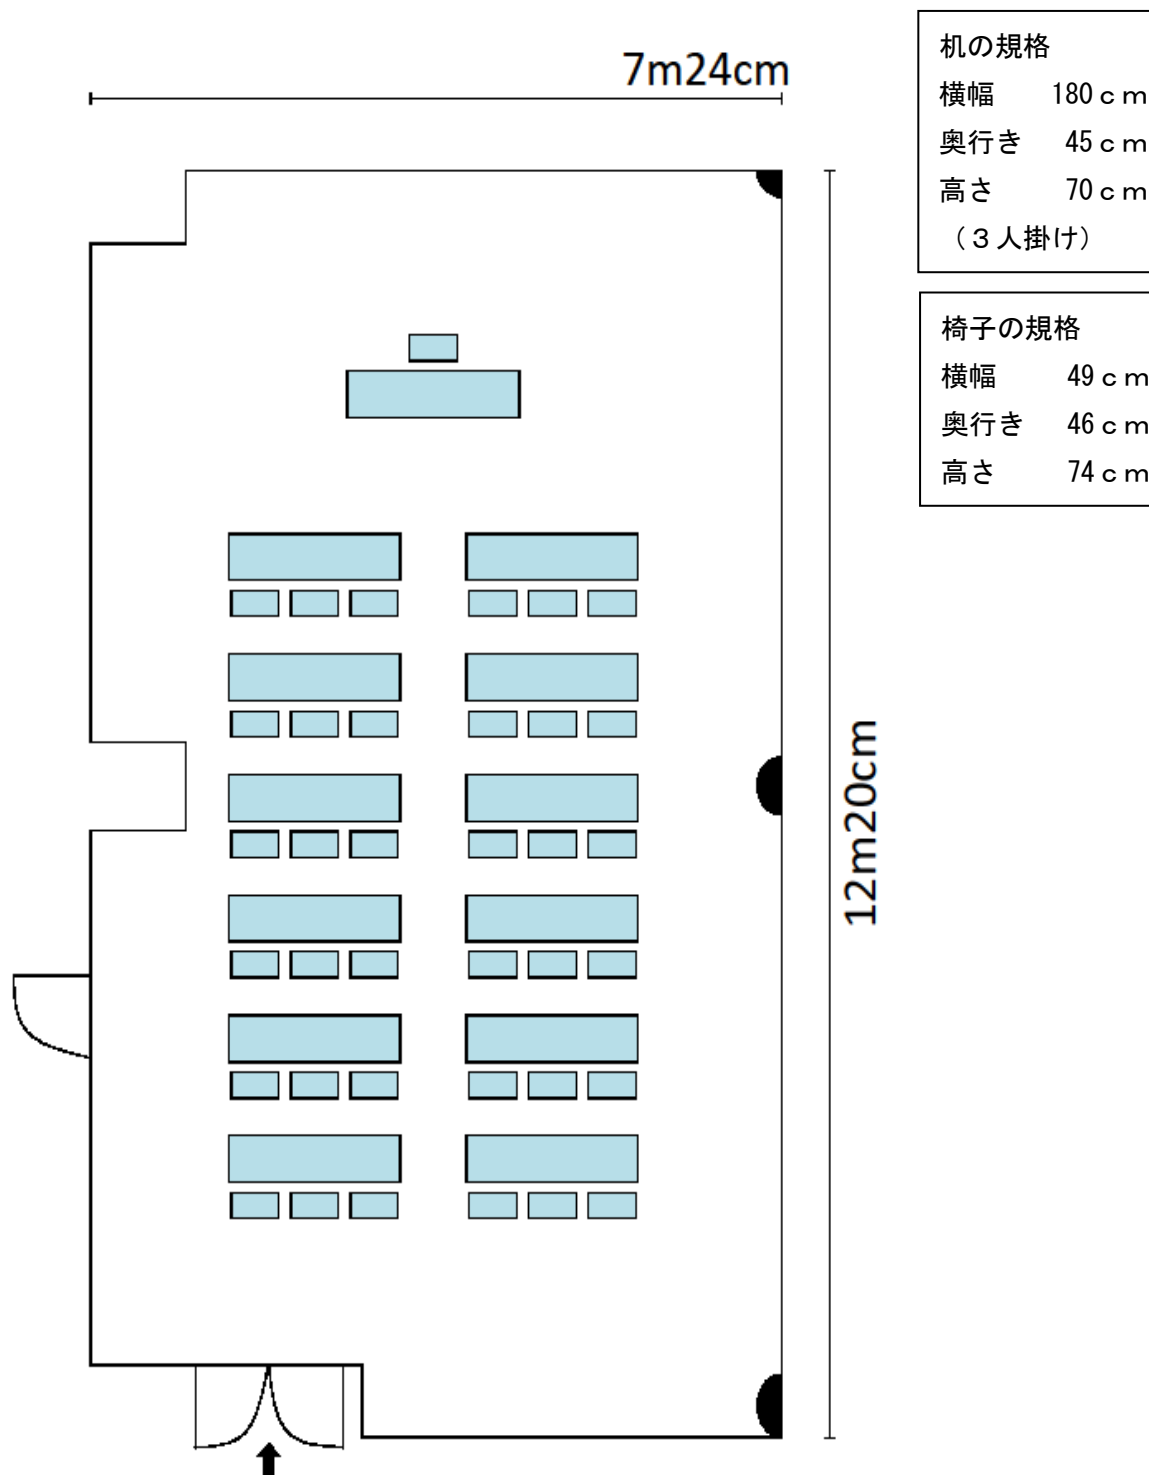 7m24cm
机の規格
横幅　　180ｃｍ
奥行き　 45ｃｍ
高さ　　 70ｃｍ
（３人掛け）
椅子の規格
横幅　　 49ｃｍ
奥行き　 46ｃｍ
高さ　　 74ｃｍ
12m20cm